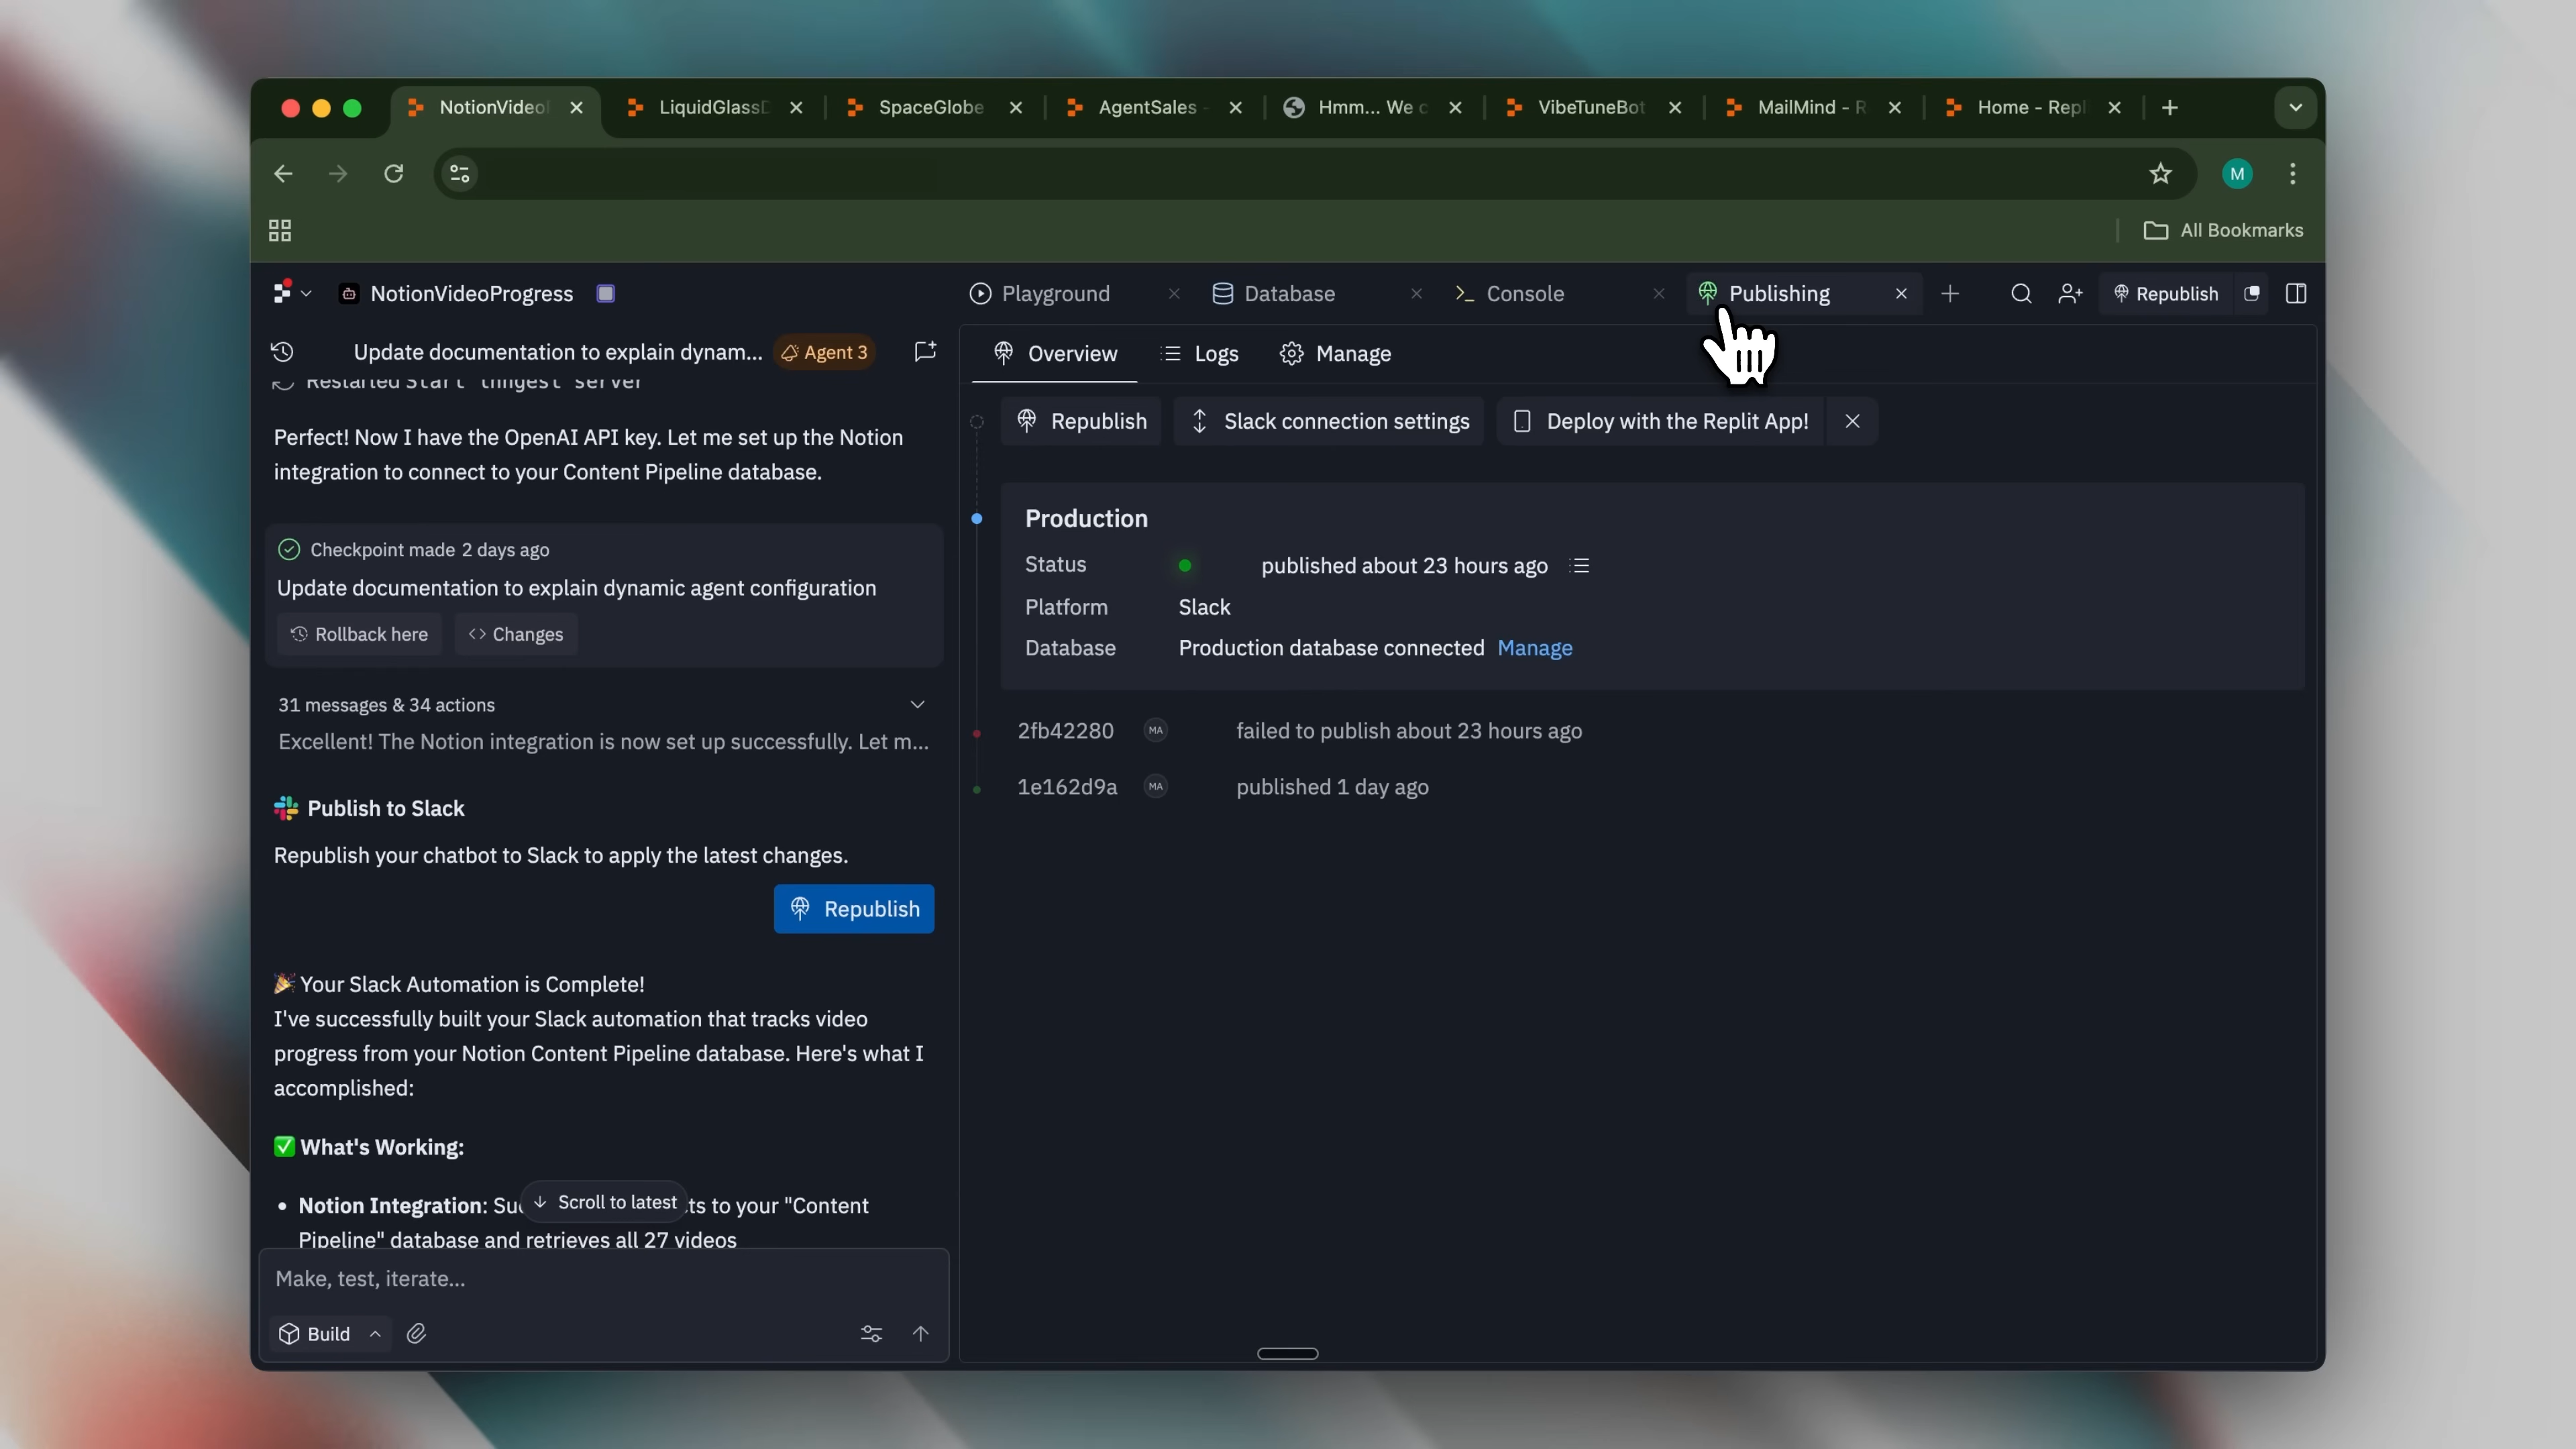 NotionVideo
LiquidGlass
SpaceGlobe
AgentSales -
Hmm... We
VibeTuneBot
MailMind - R
Home - Repl
M
All Bookmarks
NotionVideoProgress
Playground
Database
Console
Publishing
Republish
Update documentation to explain dynam...
Agent 3
Overview
Logs
Manage
Restarted Start inngest server
Perfect! Now I have the OpenAI API key. Let me set up the Notion
integration to connect to your Content Pipeline database.
Checkpoint made 2 days ago
Update documentation to explain dynamic agent configuration
Rollback here
Changes
31 messages & 34 actions
Excellent! The Notion integration is now set up successfully. Let m...
Publish to Slack
Republish your chatbot to Slack to apply the latest changes.
Republish
🎉 Your Slack Automation is Complete!
I've successfully built your Slack automation that tracks video
progress from your Notion Content Pipeline database. Here's what I
accomplished:
✅ What's Working:
• Notion Integration: Suc
Scroll to latest
ts to your "Content
Pipeline" database and retrieves all 27 videos
Make, test, iterate...
Build
Republish
Slack connection settings
Deploy with the Replit App!
Production
Status
published about 23 hours ago
Platform
Slack
Database
Production database connected Manage
2fb42280
MA
failed to publish about 23 hours ago
1e162d9a
MA
published 1 day ago